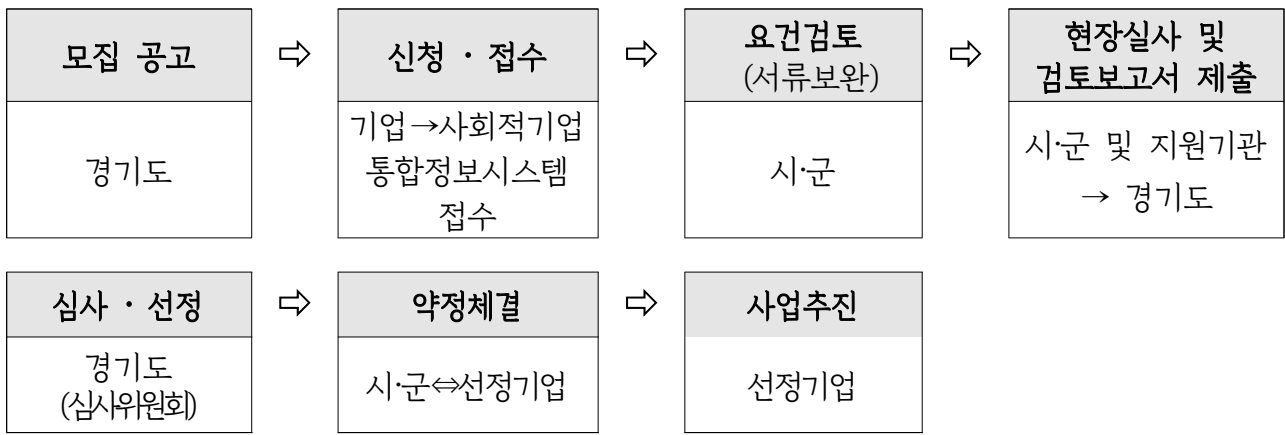 모집 공고
⇨
신청 · 접수
⇨
요건검토
(서류보완)
⇨
현장실사 및
검토보고서 제출
경기도
기업→사회적기업
통합정보시스템
접수
시·군
시·군 및 지원기관
→ 경기도
심사 · 선정
⇨
약정체결
⇨
사업추진
경기도
(심사위원회)
시·군⇔선정기업
선정기업